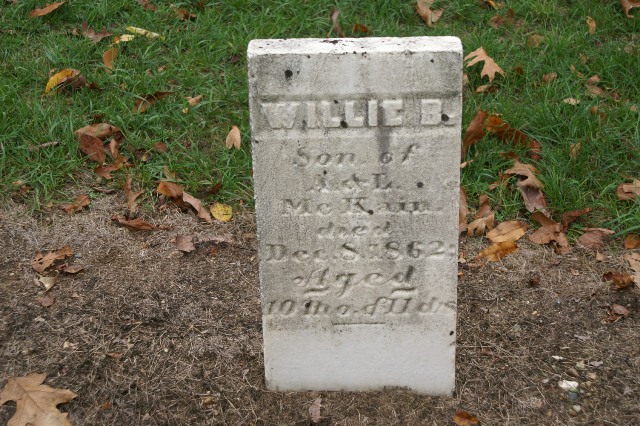 WILLIE B.
Son of
A & L
McKain
died
Dec. 8. 1862.
Aged
10 mo. & 11 ds